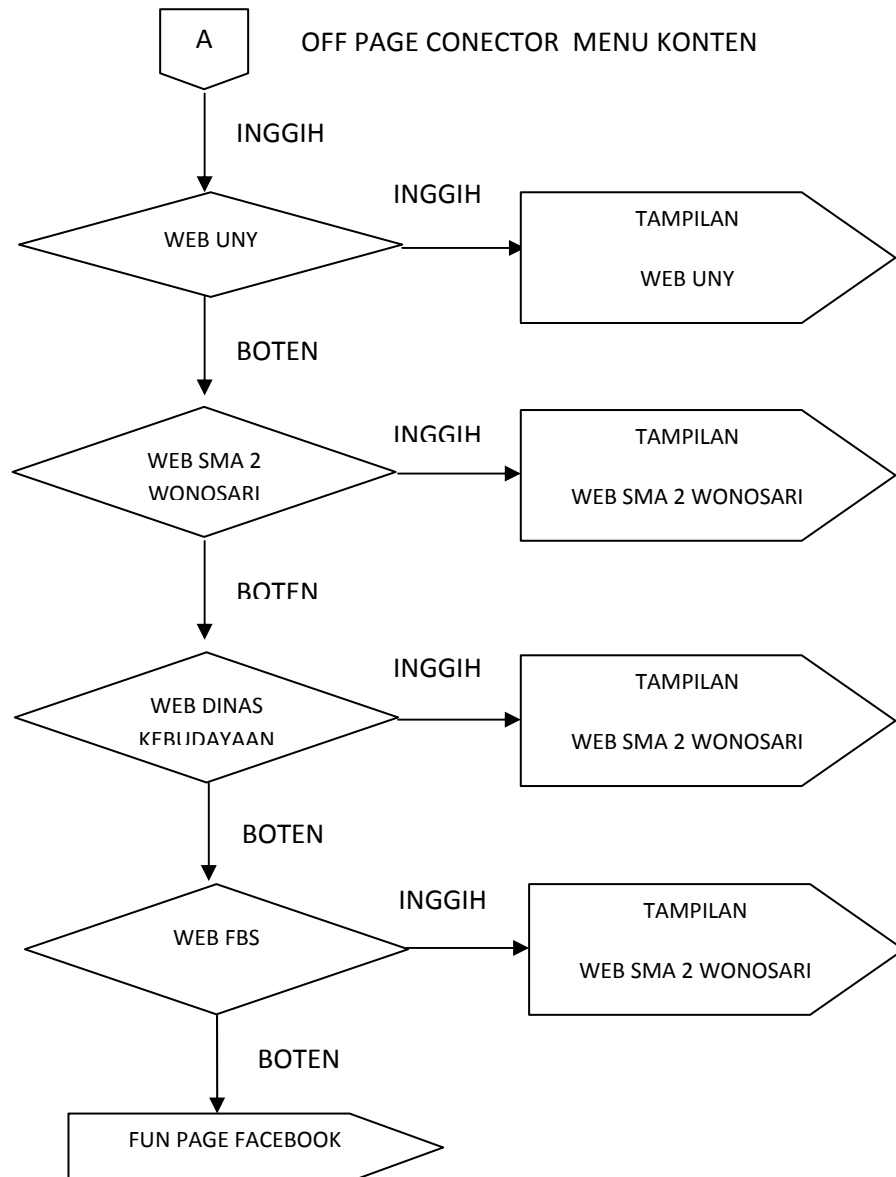 A
OFF PAGE CONECTOR MENU KONTEN
INGGIH
INGGIH
WEB UNY
TAMPILAN
WEB UNY
BOTEN
INGGIH
WEB SMA 2
WONOSARI
TAMPILAN
WEB SMA 2 WONOSARI
BOTEN
INGGIH
WEB DINAS
KEBUDAYAAN
TAMPILAN
WEB SMA 2 WONOSARI
BOTEN
INGGIH
WEB FBS
TAMPILAN
WEB SMA 2 WONOSARI
BOTEN
FUN PAGE FACEBOOK